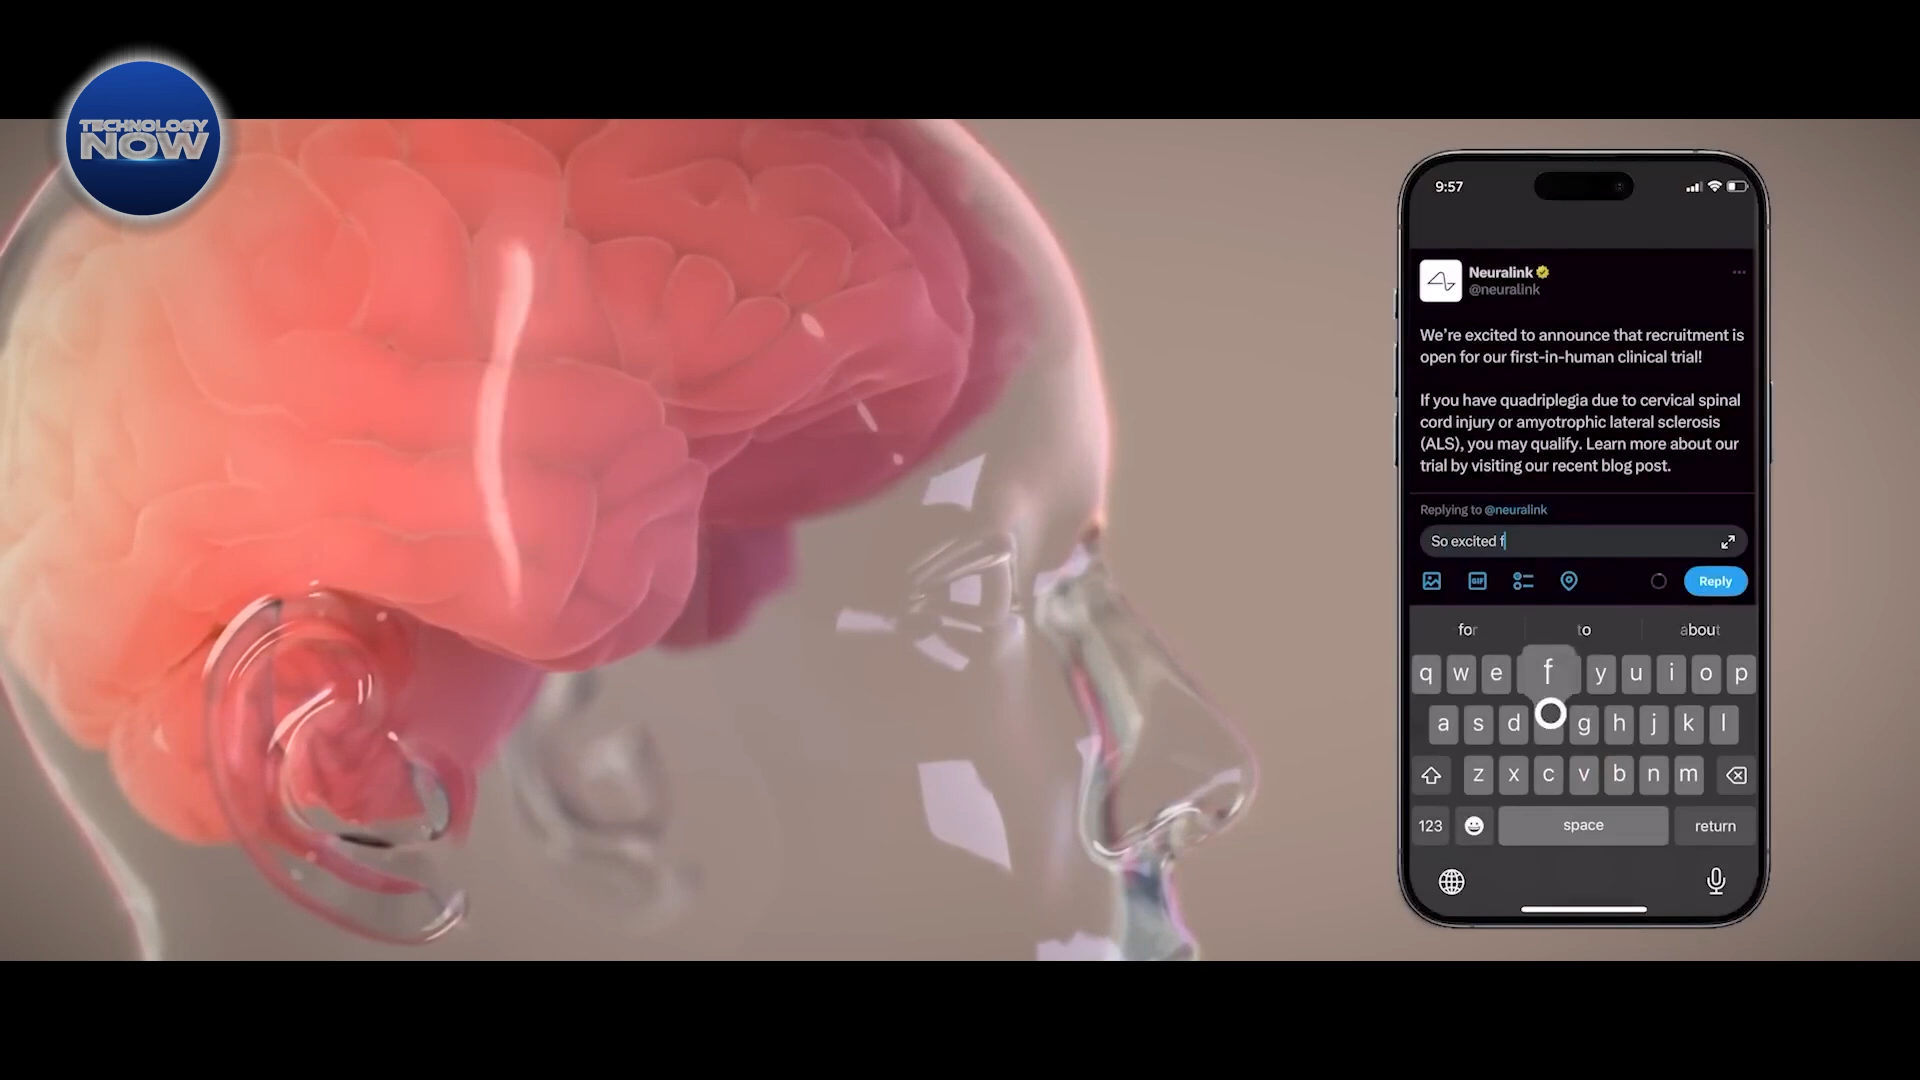 TECHNOLOGY
NOW
9:57
Neuralink
@neuralink
We're excited to announce that recruitment is
open for our first-in-human clinical trial!
If you have quadriplegia due to cervical spinal
cord injury or amyotrophic lateral sclerosis
(ALS), you may qualify. Learn more about our
trial by visiting our recent blog post.
Replying to @neuralink
So excited f
GIF
Reply
for to about
q w e f y u i o p
a s d g h j k l
z x c v b n m
123 space return